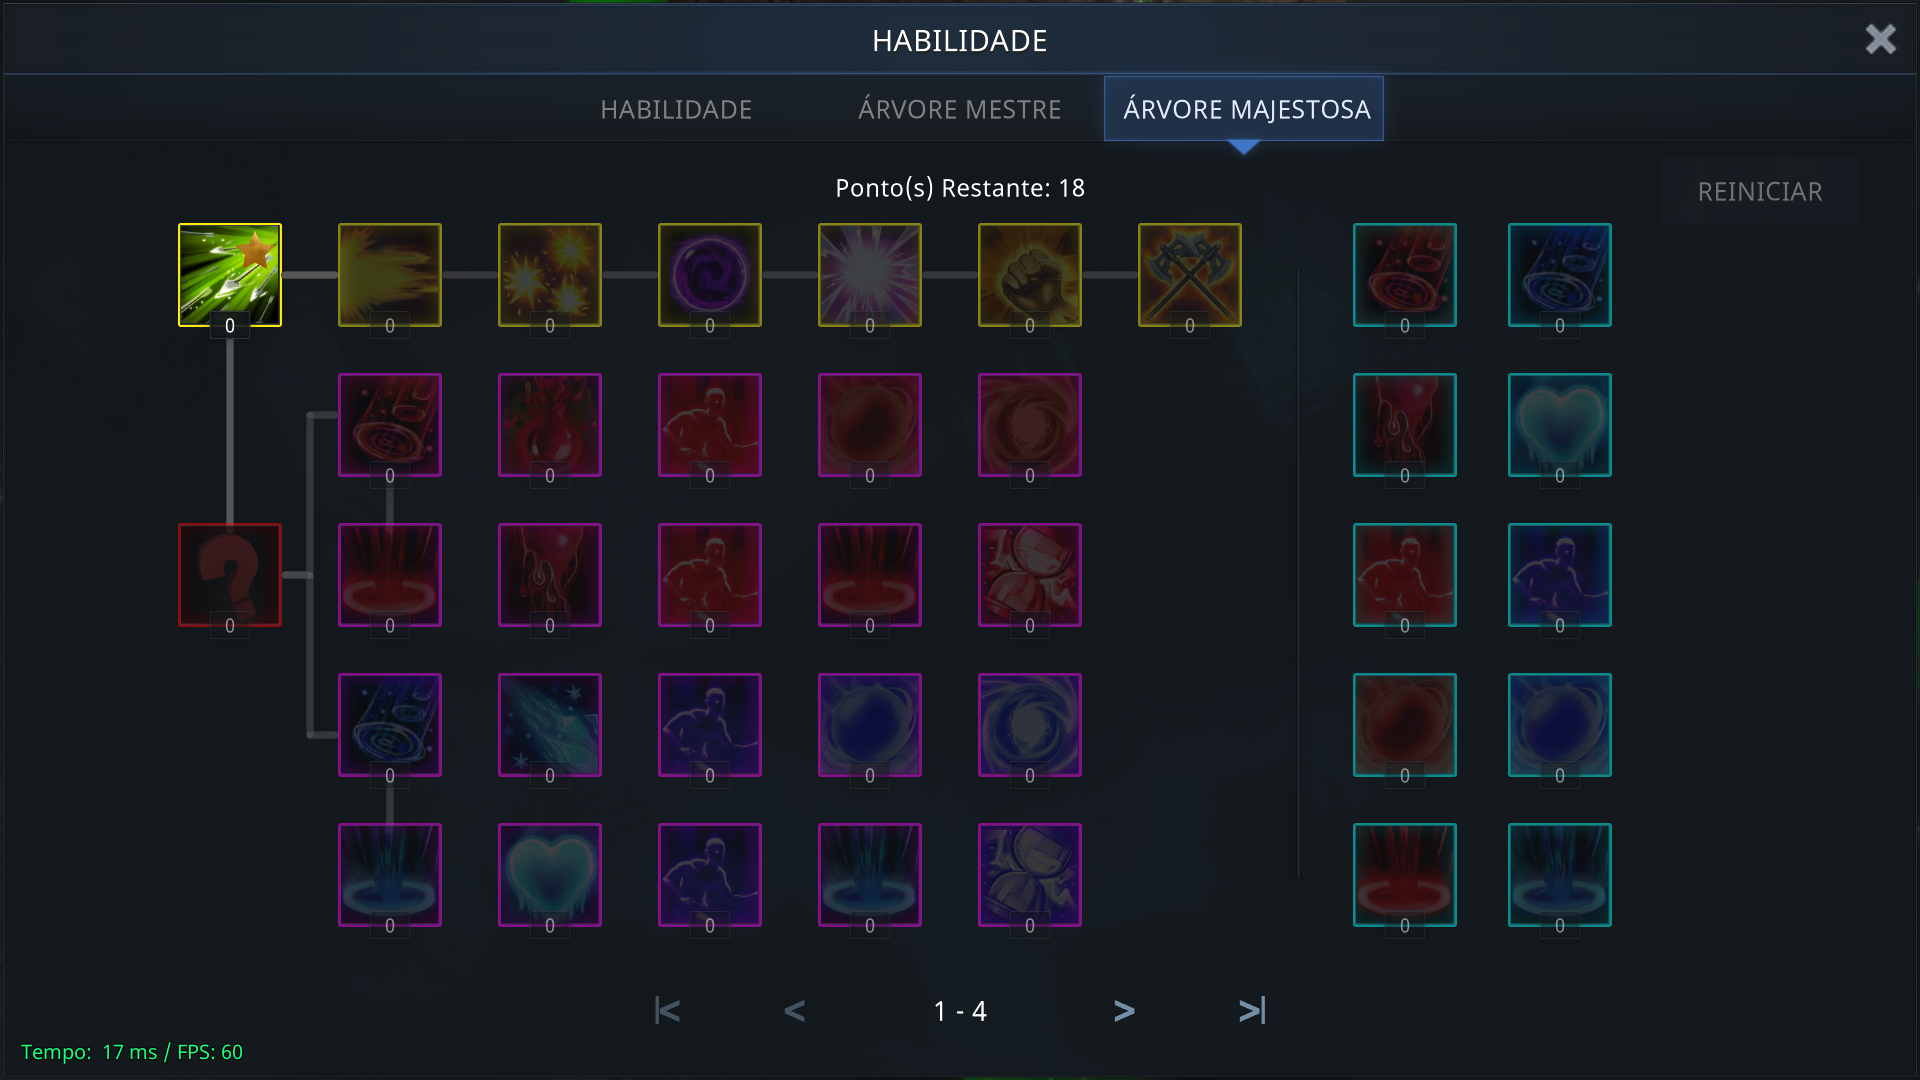 HABILIDADE
HABILIDADE ÁRVORE MESTRE ÁRVORE MAJESTOSA
Ponto(s) Restante: 18
REINICIAR
0 0 0 0 0 0 0 0 0
0 0 0 0 0 0 0
0 0 0 0 0 0 0 0
0 0 0 0 0 0 0
0 0 0 0 0 0 0
1 - 4
Tempo: 17 ms / FPS: 60